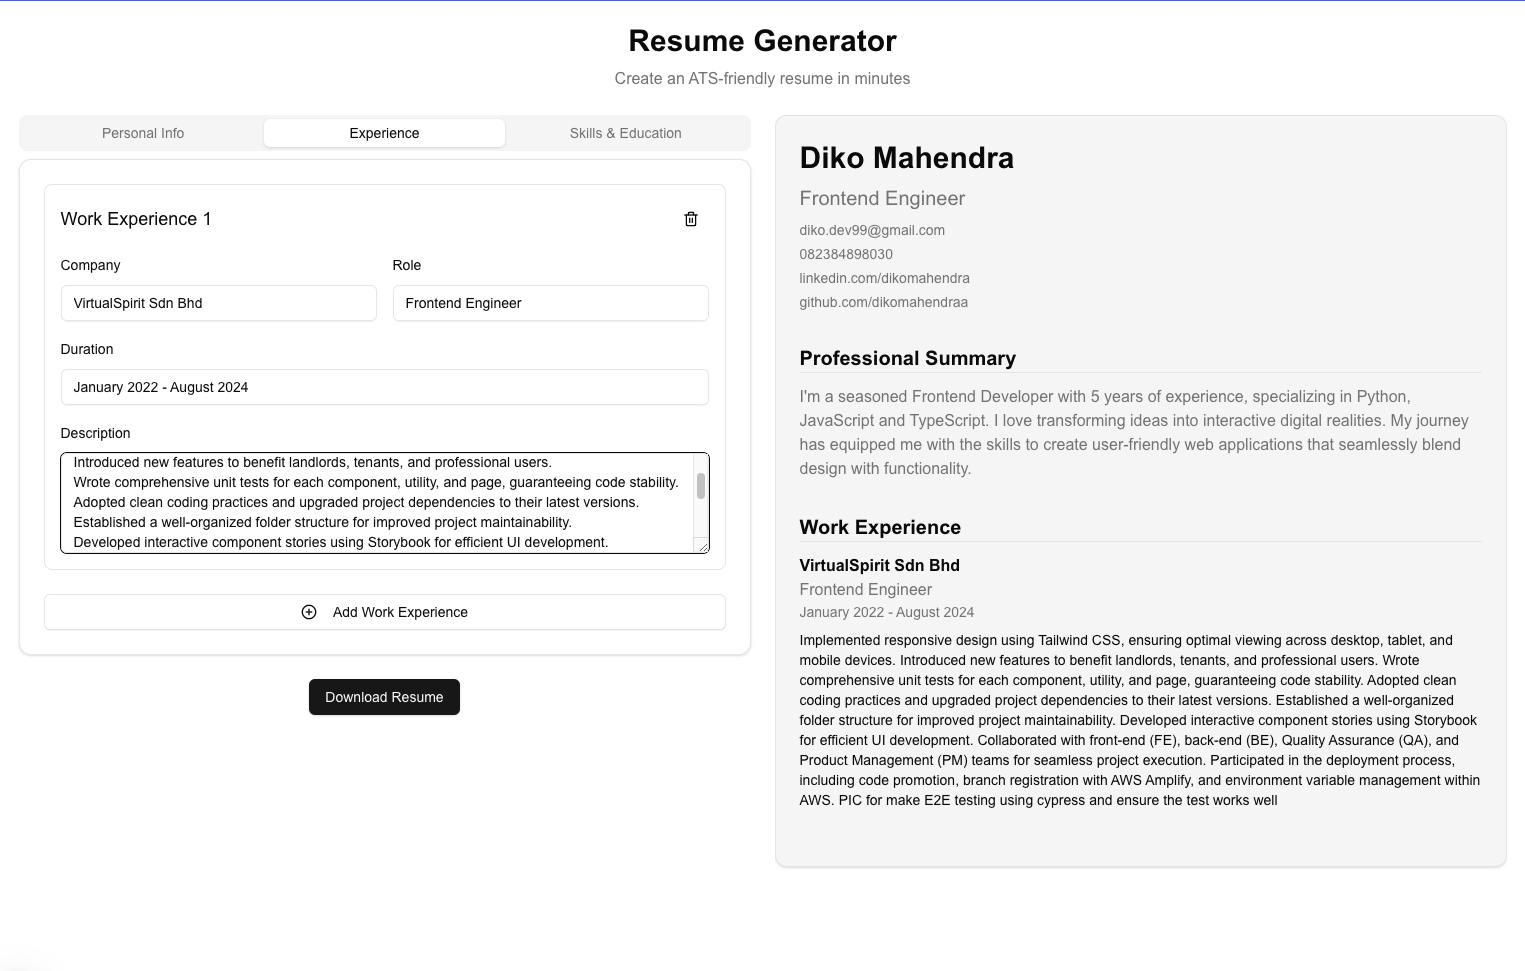 Resume Generator
Create an ATS-friendly resume in minutes
Personal Info
Experience
Skills & Education
Work Experience 1
Company
Role
VirtualSpirit Sdn Bhd
Frontend Engineer
Duration
January 2022 - August 2024
Description
Introduced new features to benefit landlords, tenants, and professional users.
Wrote comprehensive unit tests for each component, utility, and page, guaranteeing code stability.
Adopted clean coding practices and upgraded project dependencies to their latest versions.
Established a well-organized folder structure for improved project maintainability.
Developed interactive component stories using Storybook for efficient UI development.
Add Work Experience
Download Resume
Diko Mahendra
Frontend Engineer
diko.dev99@gmail.com
082384898030
linkedin.com/dikomahendra
github.com/dikomahendraa
Professional Summary
I'm a seasoned Frontend Developer with 5 years of experience, specializing in Python,
JavaScript and TypeScript. I love transforming ideas into interactive digital realities. My journey
has equipped me with the skills to create user-friendly web applications that seamlessly blend
design with functionality.
Work Experience
VirtualSpirit Sdn Bhd
Frontend Engineer
January 2022 - August 2024
Implemented responsive design using Tailwind CSS, ensuring optimal viewing across desktop, tablet, and
mobile devices. Introduced new features to benefit landlords, tenants, and professional users. Wrote
comprehensive unit tests for each component, utility, and page, guaranteeing code stability. Adopted clean
coding practices and upgraded project dependencies to their latest versions. Established a well-organized
folder structure for improved project maintainability. Developed interactive component stories using Storybook
for efficient UI development. Collaborated with front-end (FE), back-end (BE), Quality Assurance (QA), and
Product Management (PM) teams for seamless project execution. Participated in the deployment process,
including code promotion, branch registration with AWS Amplify, and environment variable management within
AWS. PIC for make E2E testing using cypress and ensure the test works well